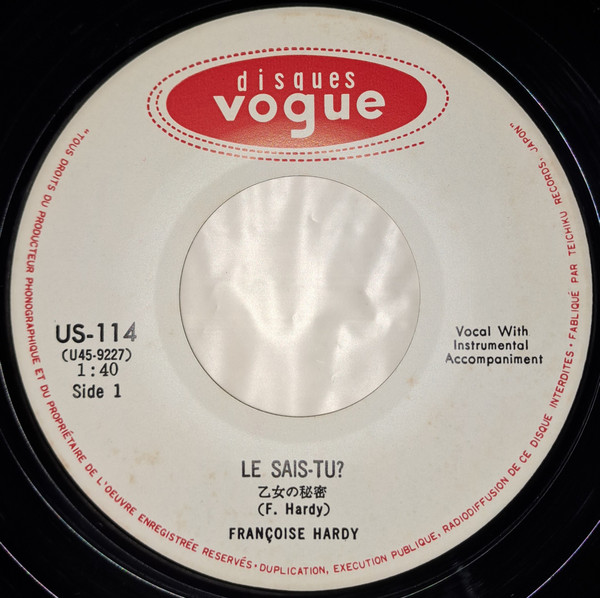 disques
vogue
"TOUS DROITS DU PRODUCTEUR PHONOGRAPHIQUE ET DU PROPRIÉTAIRE DE L'OEUVRE ENREGISTRÉE RESERVÉS • DUPLICATION, EXECUTION PUBLIQUE, RADIODIFFUSION DE CE DISQUE INTERDITES • FABLIQUÉ PAR TEICHIKU RECORDS, JAPON"
US-114
(U45-9227)
1:40
Side 1
Vocal With
Instrumental
Accompaniment
LE SAIS-TU?
乙女の秘密
(F. Hardy)
FRANÇOISE HARDY